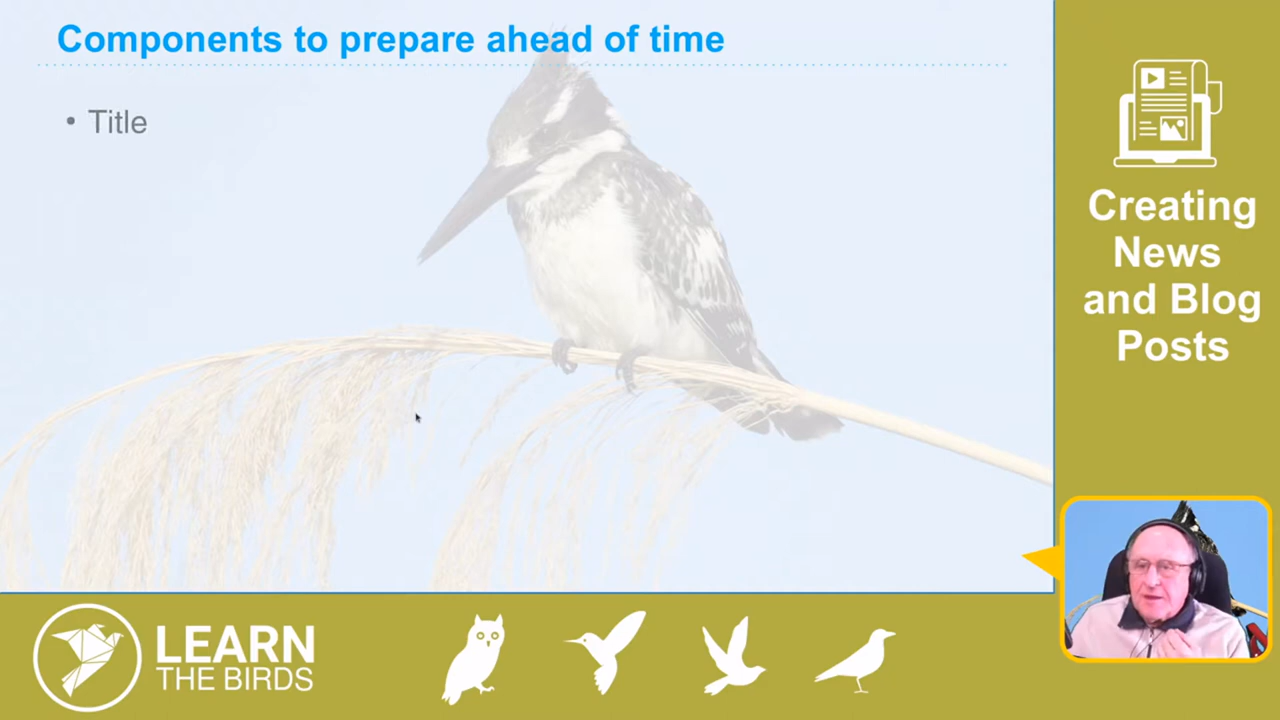 Components to prepare ahead of time
• Title
Creating
News
and Blog
Posts
LEARN
THE BIRDS